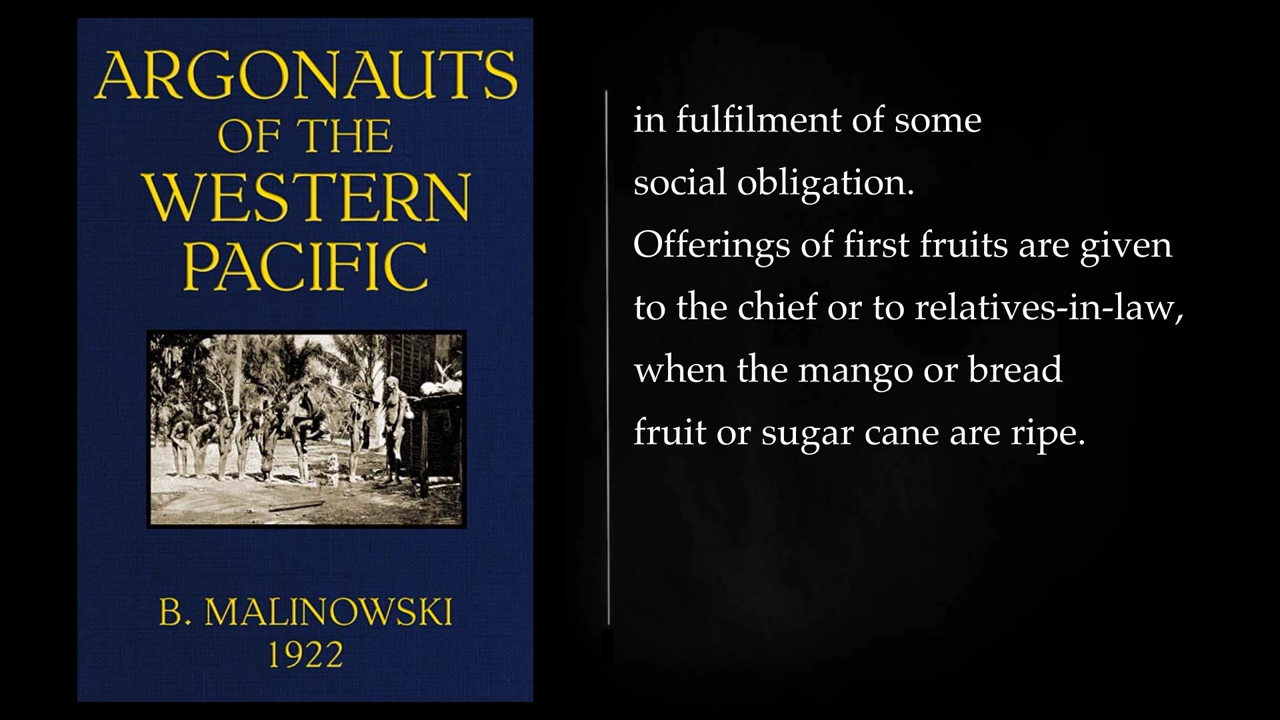 ARGONAUTS
OF THE
WESTERN
PACIFIC
B. MALINOWSKI
1922
in fulfilment of some
social obligation.
Offerings of first fruits are given
to the chief or to relatives-in-law,
when the mango or bread
fruit or sugar cane are ripe.